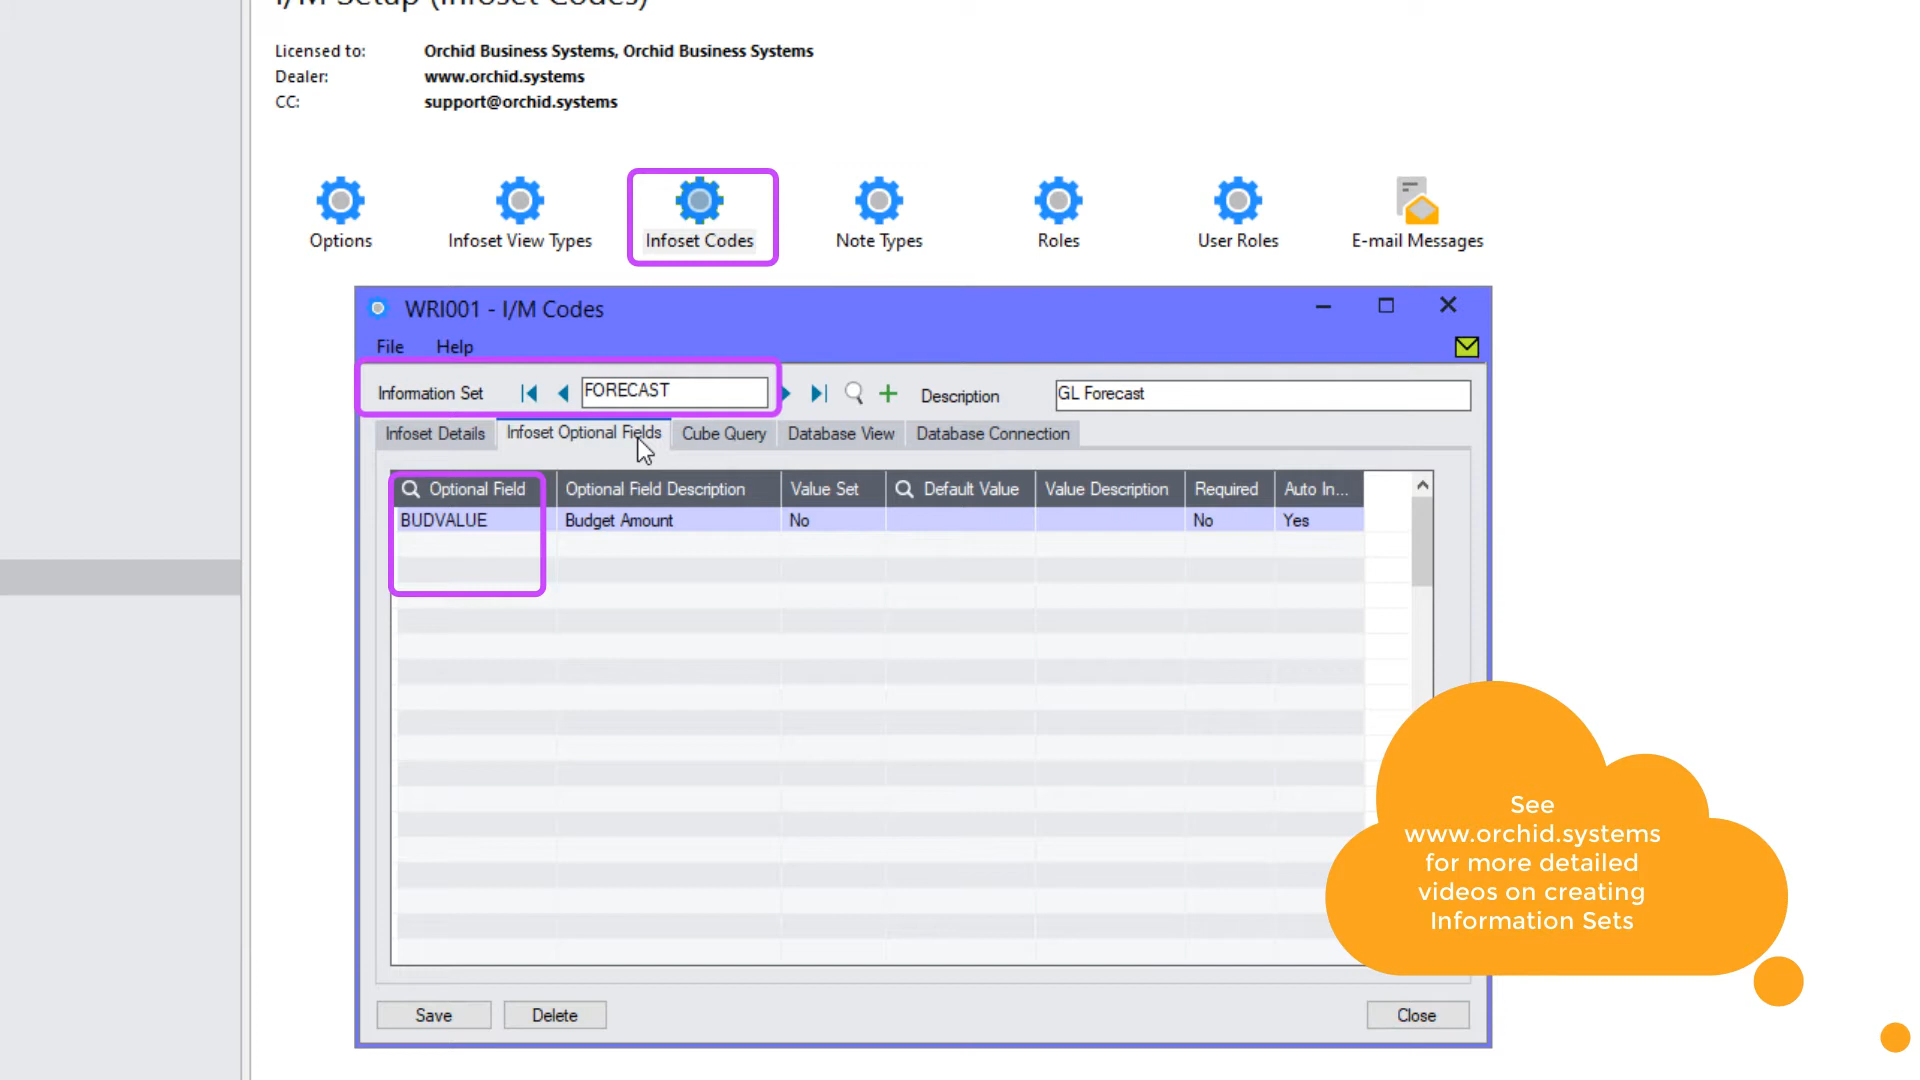 I/M Setup (Infoset Codes)
Licensed to: Orchid Business Systems, Orchid Business Systems
Dealer: www.orchid.systems
CC: support@orchid.systems
Options Infoset View Types Infoset Codes Note Types Roles User Roles E-mail Messages
WRI001 - I/M Codes
File Help
Information Set FORECAST Description GL Forecast
Infoset Details Infoset Optional Fields Cube Query Database View Database Connection
Optional Field Optional Field Description Value Set Default Value Value Description Required Auto In...
BUDVALUE Budget Amount No No Yes
See
www.orchid.systems
for more detailed
videos on creating
Information Sets
Save Delete Close